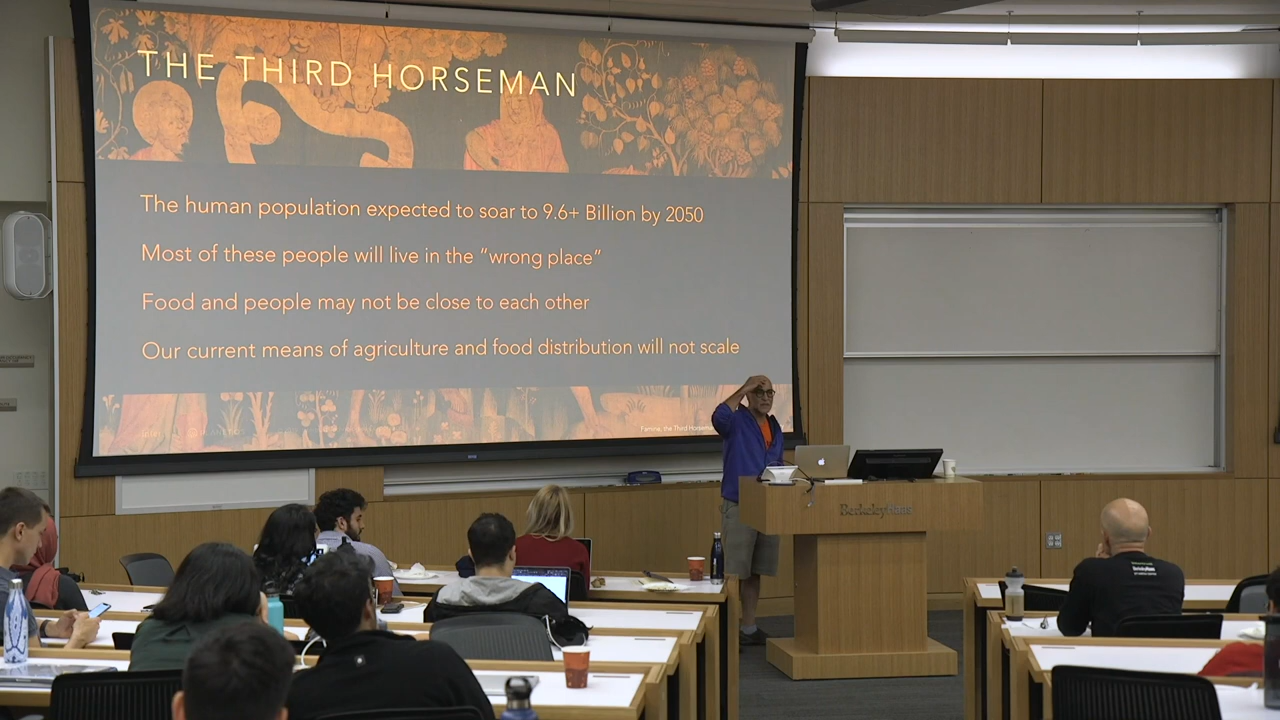 THE THIRD HORSEMAN
The human population expected to soar to 9.6+ Billion by 2050
Most of these people will live in the “wrong place”
Food and people may not be close to each other
Our current means of agriculture and food distribution will not scale
Famine, the Third Horseman
BerkeleyHaas